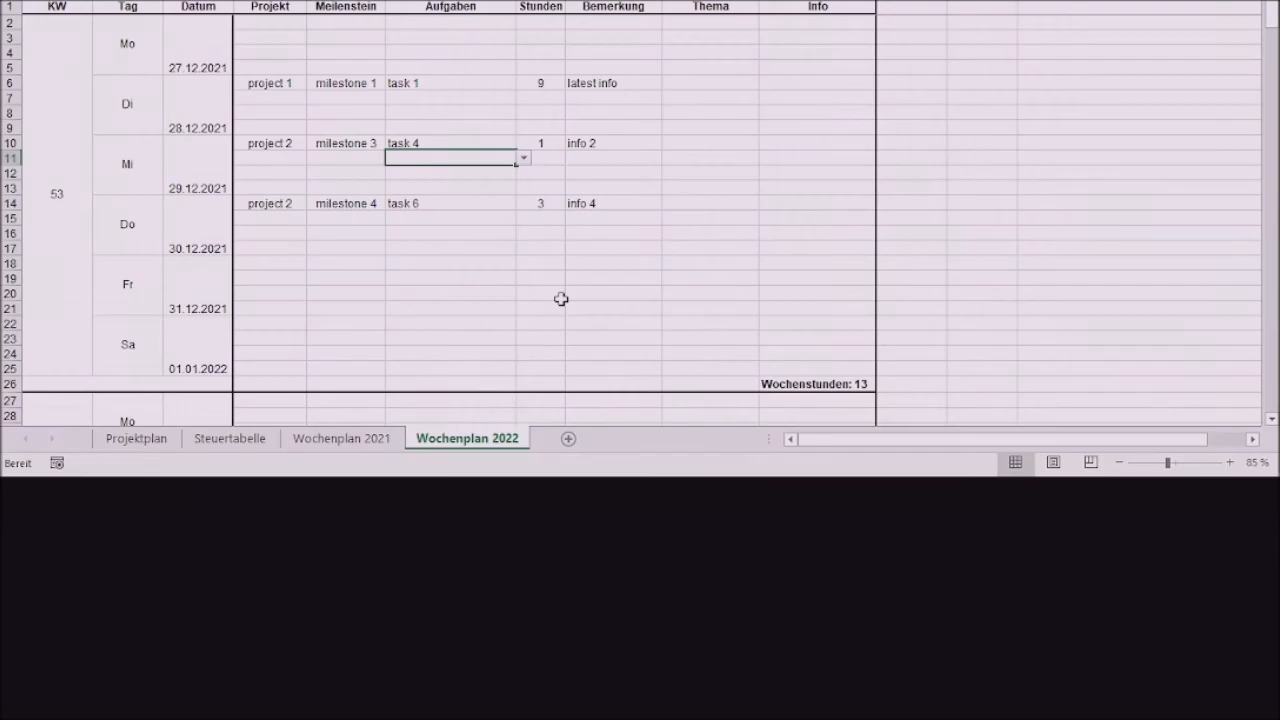 1 KW Tag Datum Projekt Meilenstein Aufgaben Stunden Bemerkung Thema Info
2
3 Mo
4
5 27.12.2021
6 project 1 milestone 1 task 1 9 latest info
7 Di
8
9 28.12.2021
10 project 2 milestone 3 task 4 1 info 2
11 Mi
12
13 53 29.12.2021
14 project 2 milestone 4 task 6 3 info 4
15 Do
16
17 30.12.2021
18
19 Fr
20
21 31.12.2021
22
23 Sa
24
25 01.01.2022
26 Wochenstunden: 13
27
28 Mo
Projektplan Steuertabelle Wochenplan 2021 Wochenplan 2022
Bereit 85 %